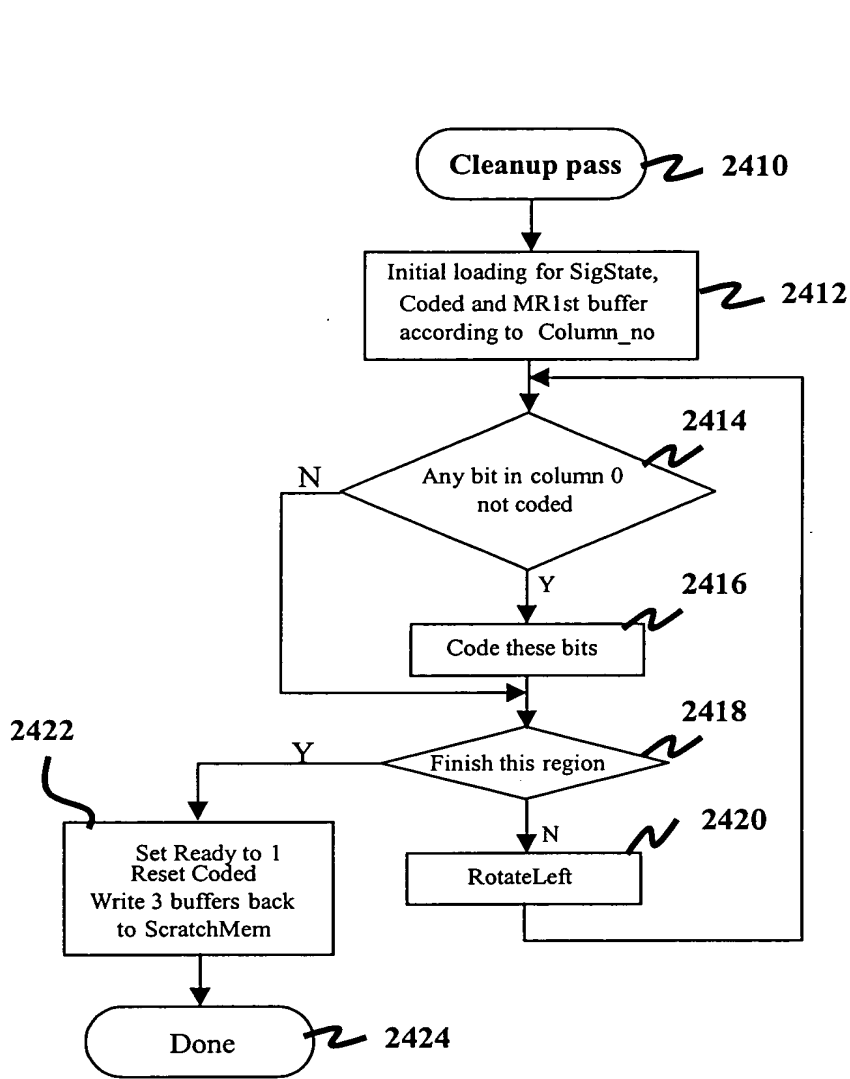 Cleanup pass
2410
Initial loading for SigState,
Coded and MR1st buffer
according to Column_no
2412
2414
Any bit in column 0
not coded
N
Y
2416
Code these bits
2418
Finish this region
Y
2422
N
2420
Set Ready to 1
Reset Coded
Write 3 buffers back
to ScratchMem
RotateLeft
Done
2424